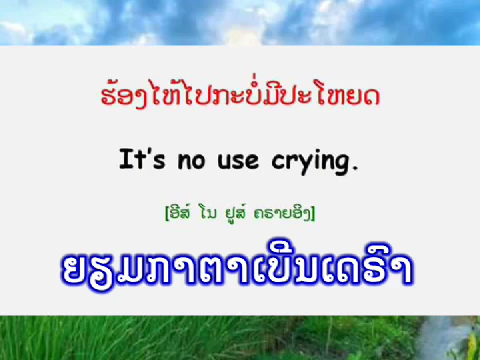 ຮ້ອງໄຫ້ໄປກະບໍ່ມີປະໂຫຍດ
It's no use crying.
[ອີສ໌ ໂນ ຢູສ໌ ຄຣາຍອິງ]
ຍຽມກາຕາເບີນເດຣົາ